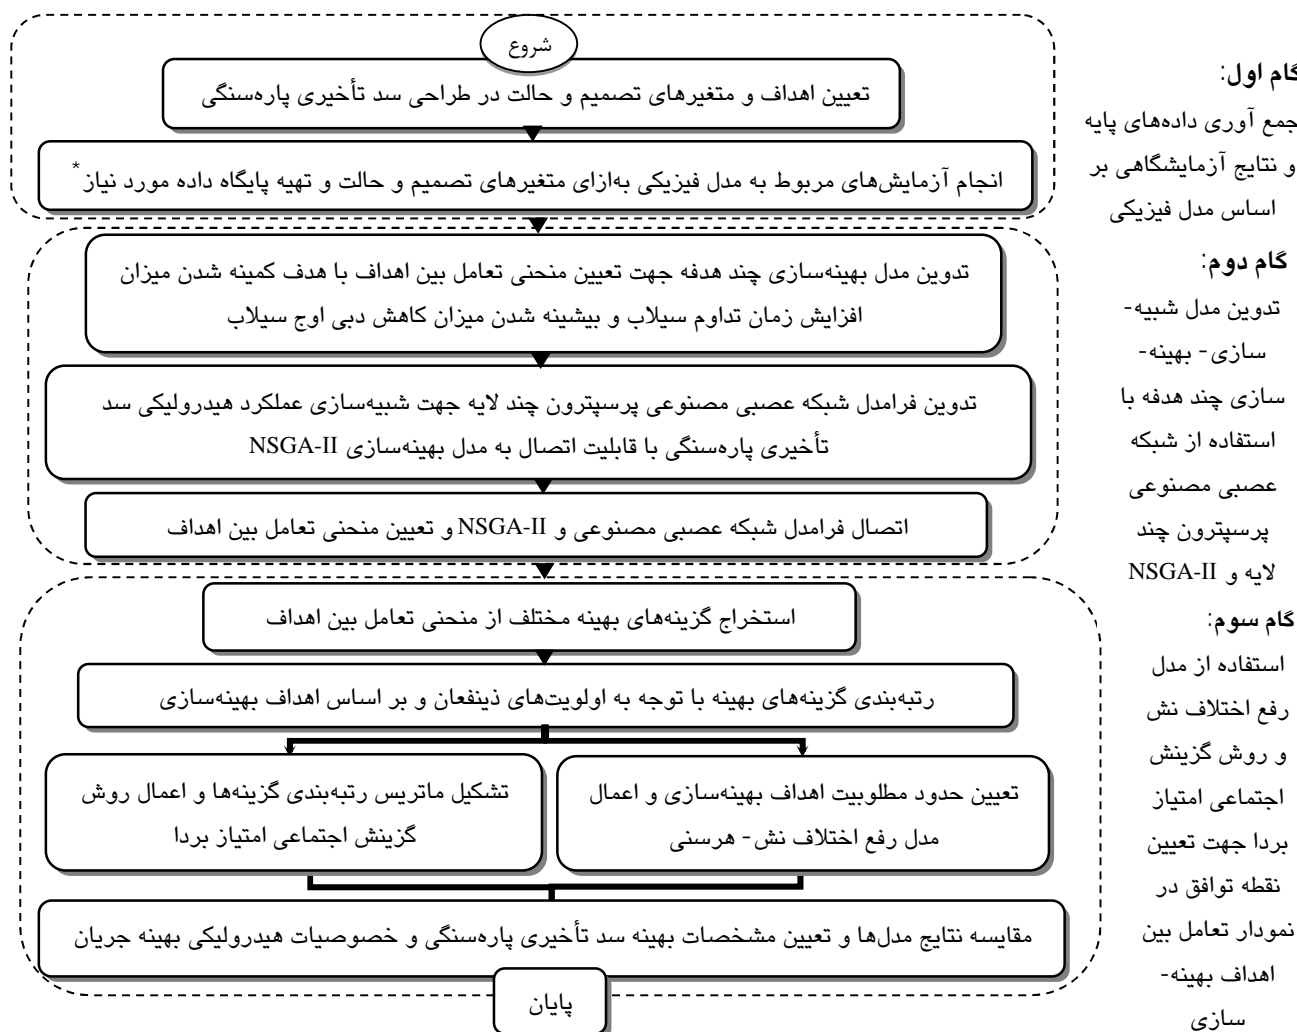 شروع
تعیین اهداف و متغیرهای تصمیم و حالت در طراحی سد تأخیری پاره‌سنگی
انجام آزمایش‌های مربوط به مدل فیزیکی به‌ازای متغیرهای تصمیم و حالت و تهیه پایگاه داده مورد نیاز*
گام اول:
جمع آوری داده‌های پایه
و نتایج آزمایشگاهی بر
اساس مدل فیزیکی
تدوین مدل بهینه‌سازی چند هدفه جهت تعیین منحنی تعامل بین اهداف با هدف کمینه شدن میزان
افزایش زمان تداوم سیلاب و بیشینه شدن میزان کاهش دبی اوج سیلاب
تدوین فرامدل شبکه عصبی مصنوعی پرسپترون چند لایه جهت شبیه‌سازی عملکرد هیدرولیکی سد
تأخیری پاره‌سنگی با قابلیت اتصال به مدل بهینه‌سازی NSGA-II
اتصال فرامدل شبکه عصبی مصنوعی و NSGA-II و تعیین منحنی تعامل بین اهداف
گام دوم:
تدوین مدل شبیه-
سازی- بهینه-
سازی چند هدفه با
استفاده از شبکه
عصبی مصنوعی
پرسپترون چند
لایه و NSGA-II
استخراج گزینه‌های بهینه مختلف از منحنی تعامل بین اهداف
رتبه‌بندی گزینه‌های بهینه با توجه به اولویت‌های ذینفعان و بر اساس اهداف بهینه‌سازی
تعیین حدود مطلوبیت اهداف بهینه‌سازی و اعمال
مدل رفع اختلاف نش- هرسنی
تشکیل ماتریس رتبه‌بندی گزینه‌ها و اعمال روش
گزینش اجتماعی امتیاز بردا
مقایسه نتایج مدل‌ها و تعیین مشخصات بهینه سد تأخیری پاره‌سنگی و خصوصیات هیدرولیکی بهینه جریان
پایان
گام سوم:
استفاده از مدل
رفع اختلاف نش
و روش گزینش
اجتماعی امتیاز
بردا جهت تعیین
نقطه توافق در
نمودار تعامل بین
اهداف بهینه-
سازی